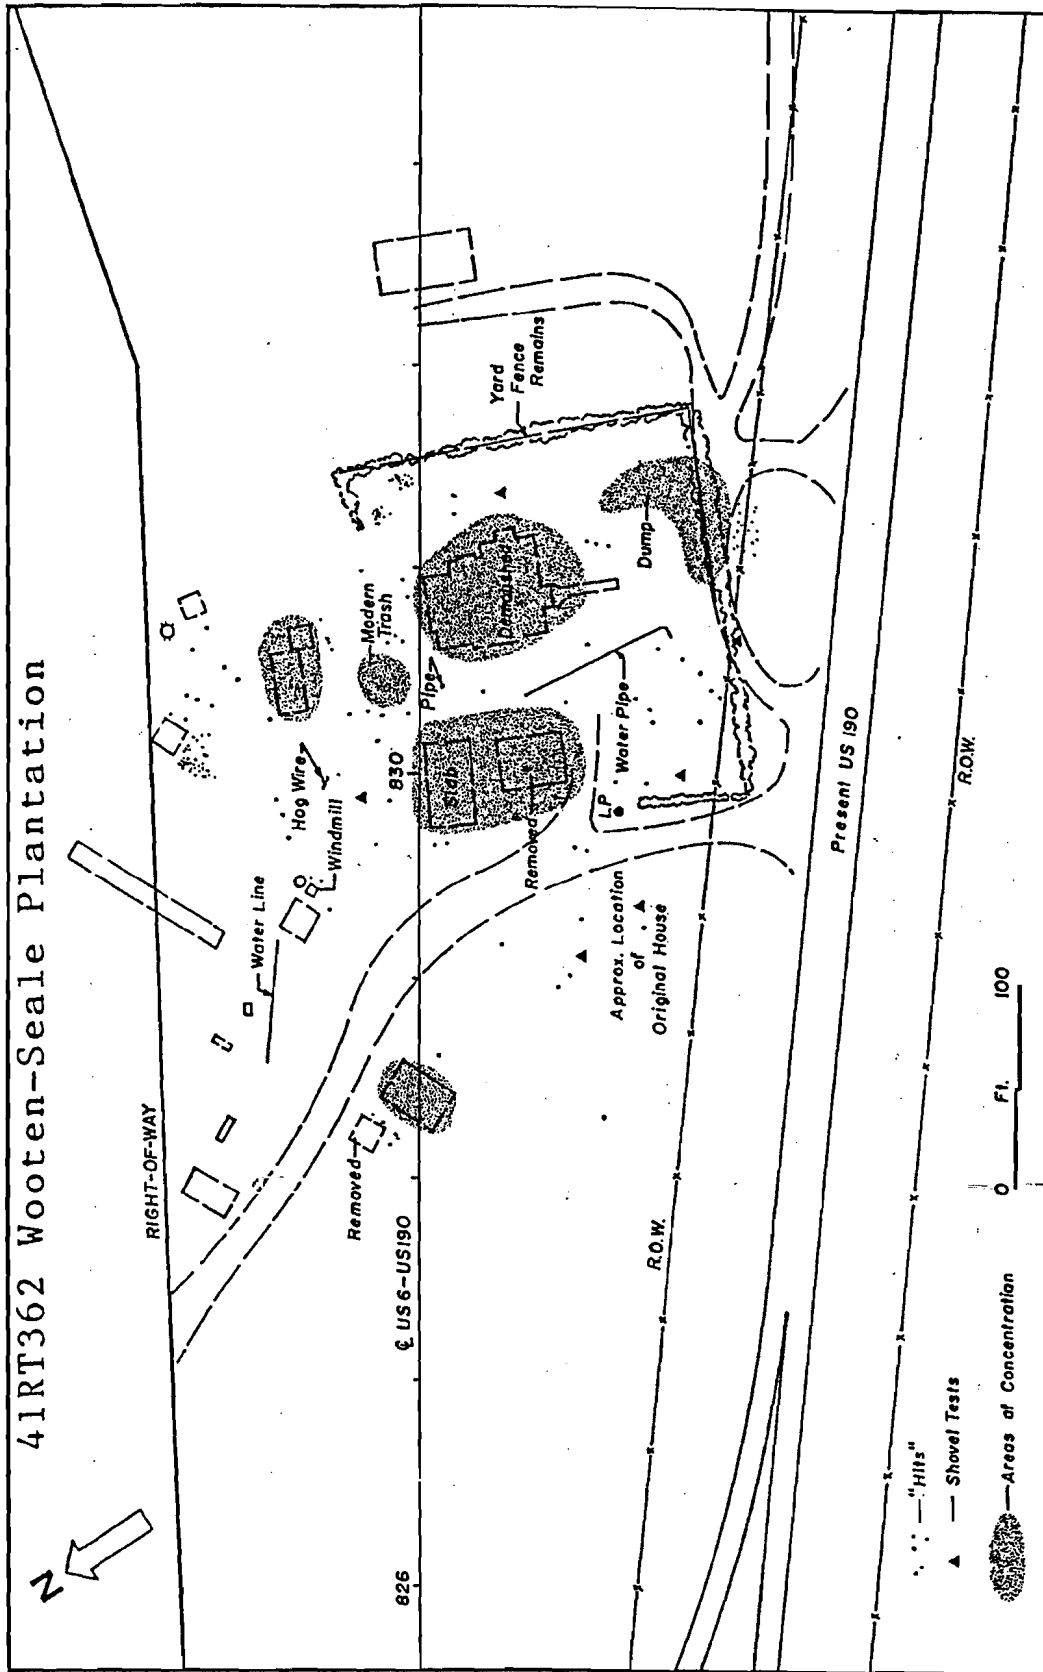 41RT362 Wooten-Seale Plantation
N
RIGHT-OF-WAY
Water Line
Windmill
Hog Wire
Modern
Trash
Pipe
Yard
Fence
Remains
Removed
826
℄ US6-US190
830
Slab
Removed
Demolished
Dump
Water Pipe
LP
Approx. Location
of
Original House
R.O.W.
Present US 190
R.O.W.
"Hits"
Shovel Tests
Areas of Concentration
0 Ft. 100